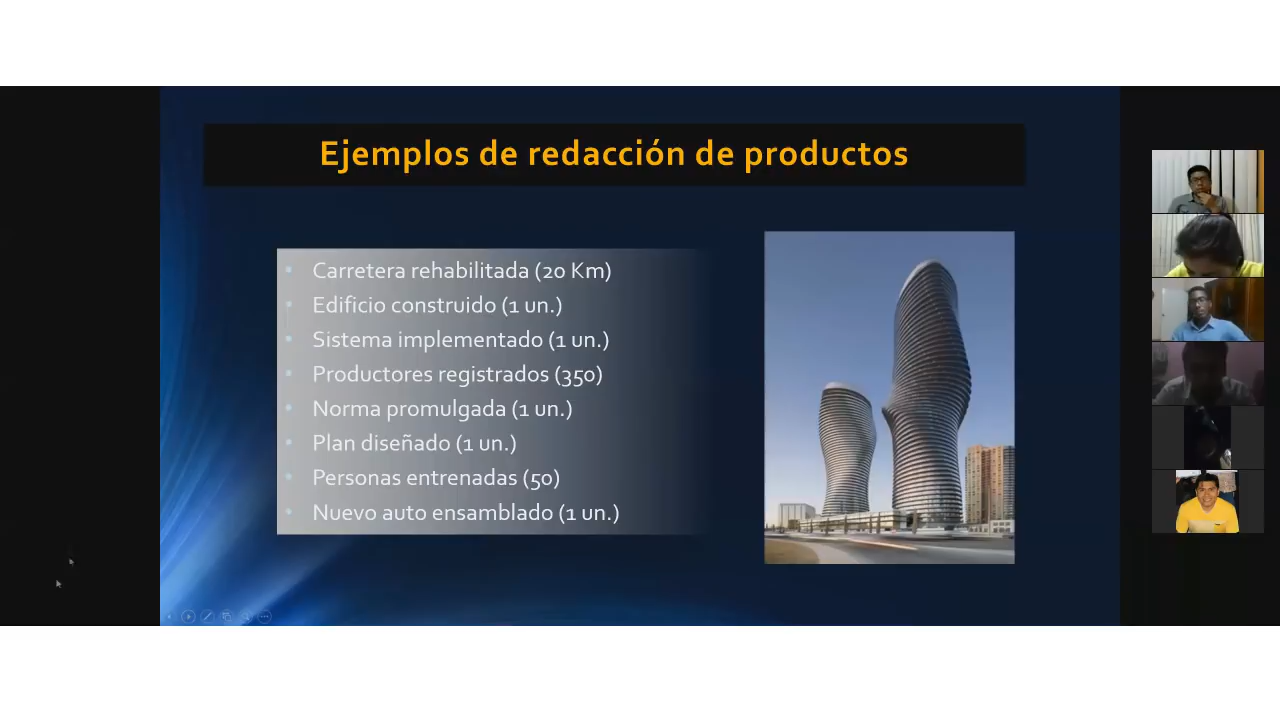 Ejemplos de redacción de productos
• Carretera rehabilitada (20 Km)
• Edificio construido (1 un.)
• Sistema implementado (1 un.)
• Productores registrados (350)
• Norma promulgada (1 un.)
• Plan diseñado (1 un.)
• Personas entrenadas (50)
• Nuevo auto ensamblado (1 un.)